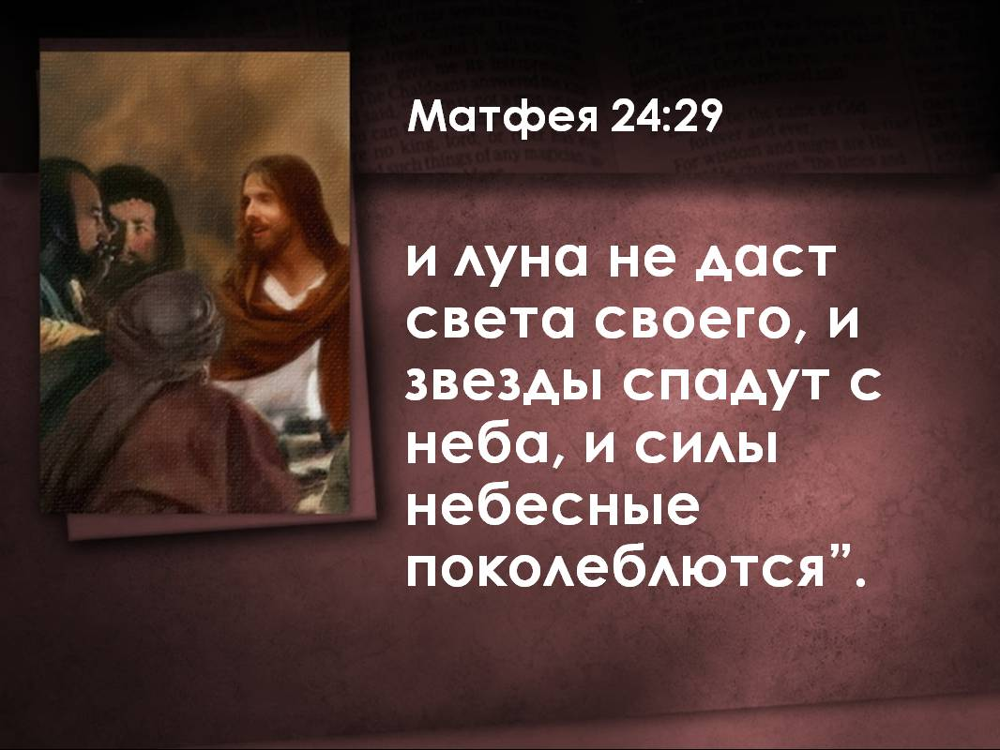 Матфея 24:29
и луна не даст
света своего, и
звезды спадут с
неба, и силы
небесные
поколеблются”.